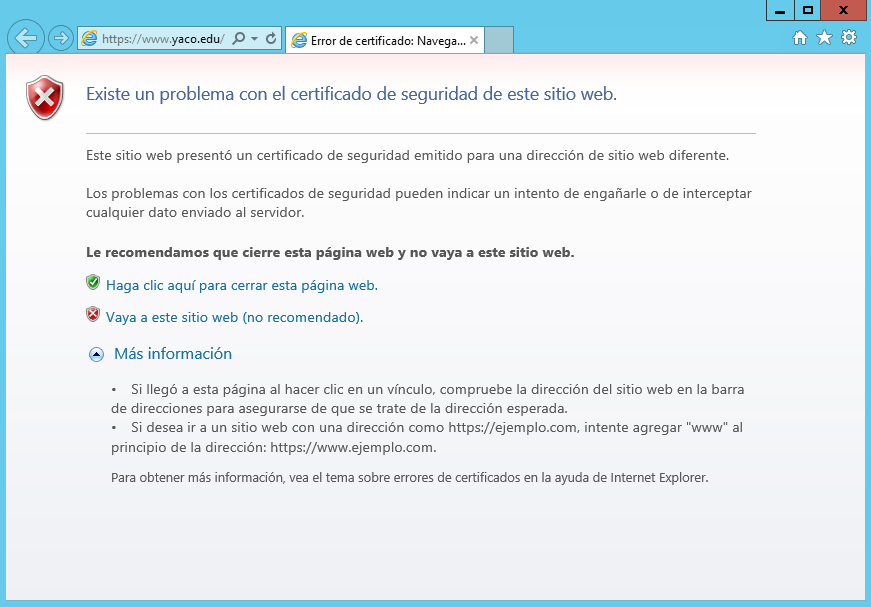 https://www.yaco.edu/
Error de certificado: Navega...
Existe un problema con el certificado de seguridad de este sitio web.
Este sitio web presentó un certificado de seguridad emitido para una dirección de sitio web diferente.
Los problemas con los certificados de seguridad pueden indicar un intento de engañarle o de interceptar
cualquier dato enviado al servidor.
Le recomendamos que cierre esta página web y no vaya a este sitio web.
Haga clic aquí para cerrar esta página web.
Vaya a este sitio web (no recomendado).
Más información
• Si llegó a esta página al hacer clic en un vínculo, compruebe la dirección del sitio web en la barra
de direcciones para asegurarse de que se trate de la dirección esperada.
• Si desea ir a un sitio web con una dirección como https://ejemplo.com, intente agregar "www" al
principio de la dirección: https://www.ejemplo.com.
Para obtener más información, vea el tema sobre errores de certificados en la ayuda de Internet Explorer.